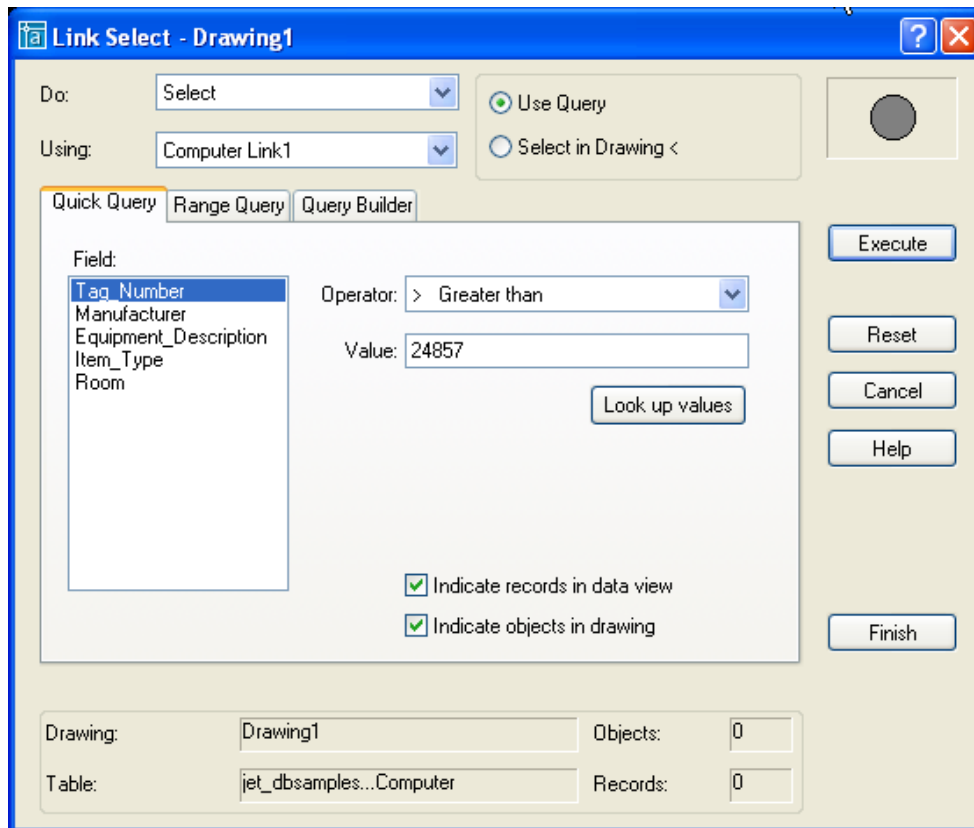 Link Select - Drawing1
Do: Select
Use Query
Using: Computer Link1
Select in Drawing <
Quick Query Range Query Query Builder
Execute
Field:
Tag_Number
Operator: > Greater than
Manufacturer
Equipment_Description
Reset
Value: 24857
Item_Type
Room
Cancel
Look up values
Help
Indicate records in data view
Indicate objects in drawing
Finish
Drawing: Drawing1 Objects: 0
Table: jet_dbsamples...Computer Records: 0